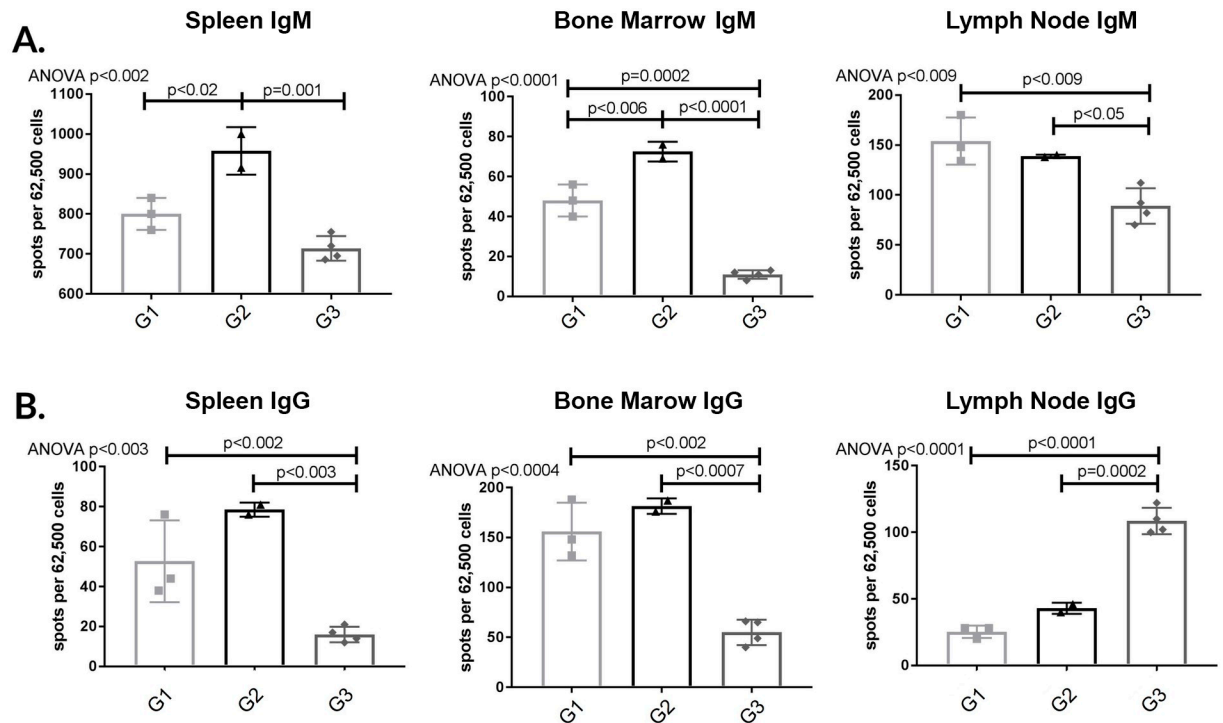 A.
Spleen IgM
ANOVA p<0.002
p<0.02
p=0.001
spots per 62,500 cells
1100
1000
900
800
700
600
G1
G2
G3
Bone Marrow IgM
ANOVA p<0.0001
p=0.0002
p<0.006
p<0.0001
spots per 62,500 cells
100
80
60
40
20
0
G1
G2
G3
Lymph Node IgM
ANOVA p<0.009
p<0.009
p<0.05
spots per 62,500 cells
200
150
100
50
0
G1
G2
G3
B.
Spleen IgG
ANOVA p<0.003
p<0.002
p<0.003
spots per 62,500 cells
100
80
60
40
20
0
G1
G2
G3
Bone Marow IgG
ANOVA p<0.0004
p<0.002
p<0.0007
spots per 62,500 cells
200
150
100
50
0
G1
G2
G3
Lymph Node IgG
ANOVA p<0.0001
p<0.0001
p=0.0002
spots per 62,500 cells
150
100
50
0
G1
G2
G3